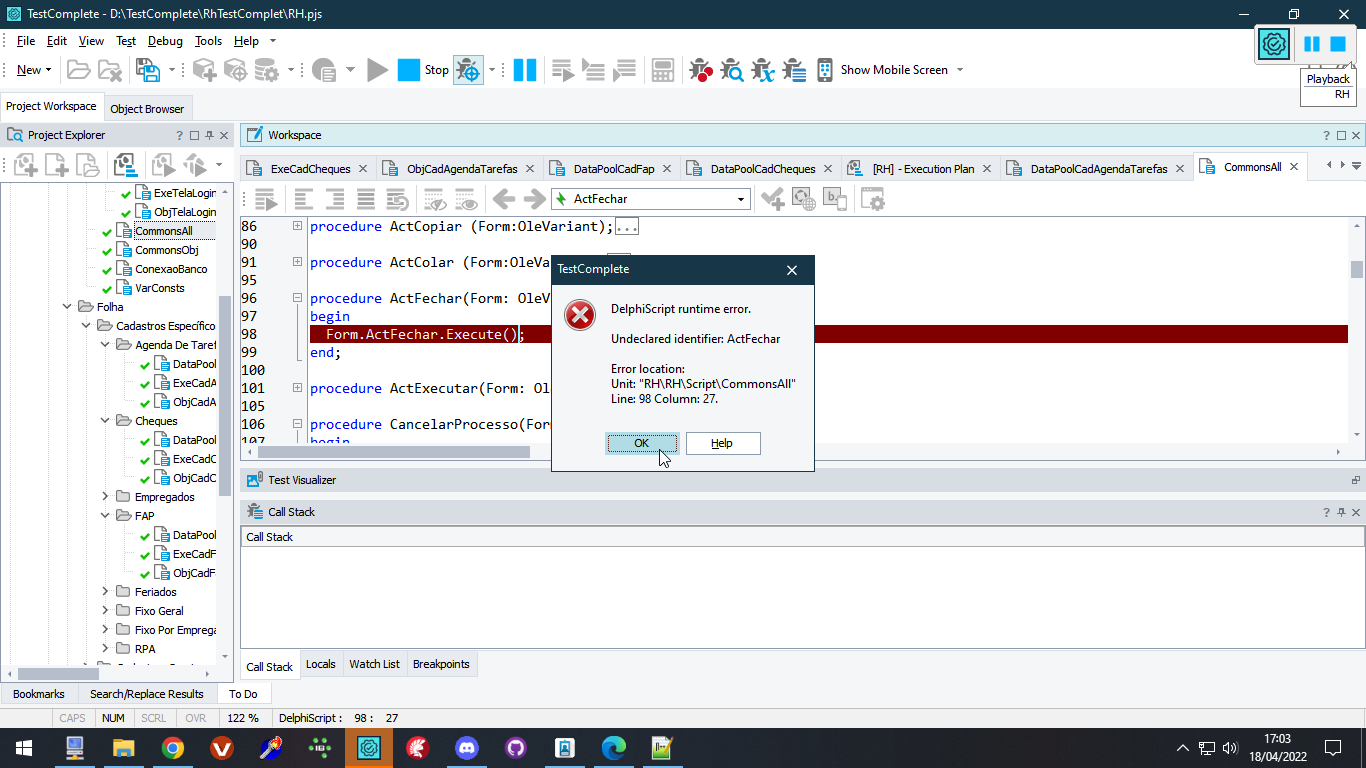 TestComplete - D:\TestComplete\RhTestComplet\RH.pjs
File Edit View Test Debug Tools Help
New Stop Show Mobile Screen
Playback
RH
Project Workspace Object Browser
Project Explorer ?
Workspace ?
ExeCadCheques ObjCadAgendaTarefas DataPoolCadFap DataPoolCadCheques [RH] - Execution Plan DataPoolCadAgendaTarefas CommonsAll
ActFechar
ExeTelaLogin
ObjTelaLogin
CommonsAll
CommonsObj
ConexaoBanco
VarConsts
Folha
Cadastros Específico
Agenda De Taref
DataPool
ExeCadA
ObjCadA
Cheques
DataPool
ExeCadC
ObjCadC
Empregados
FAP
DataPool
ExeCadF
ObjCadF
Feriados
Fixo Geral
Fixo Por Emprega
RPA
86 procedure ActCopiar (Form:OleVariant);...
90
91 procedure ActColar (Form:OleVa
95
96 procedure ActFechar(Form: OleV
97 begin
98 Form.ActFechar.Execute();
99 end;
100
101 procedure ActExecutar(Form: Ol
105
106 procedure CancelarProcesso(For
107 begin
TestComplete
DelphiScript runtime error.
Undeclared identifier: ActFechar
Error location:
Unit: "RH\RH\Script\CommonsAll"
Line: 98 Column: 27.
OK Help
Test Visualizer
Call Stack ?
Call Stack
Call Stack Locals Watch List Breakpoints
Bookmarks Search/Replace Results To Do
CAPS NUM SCRL OVR 122 % DelphiScript : 98 : 27
17:03
18/04/2022